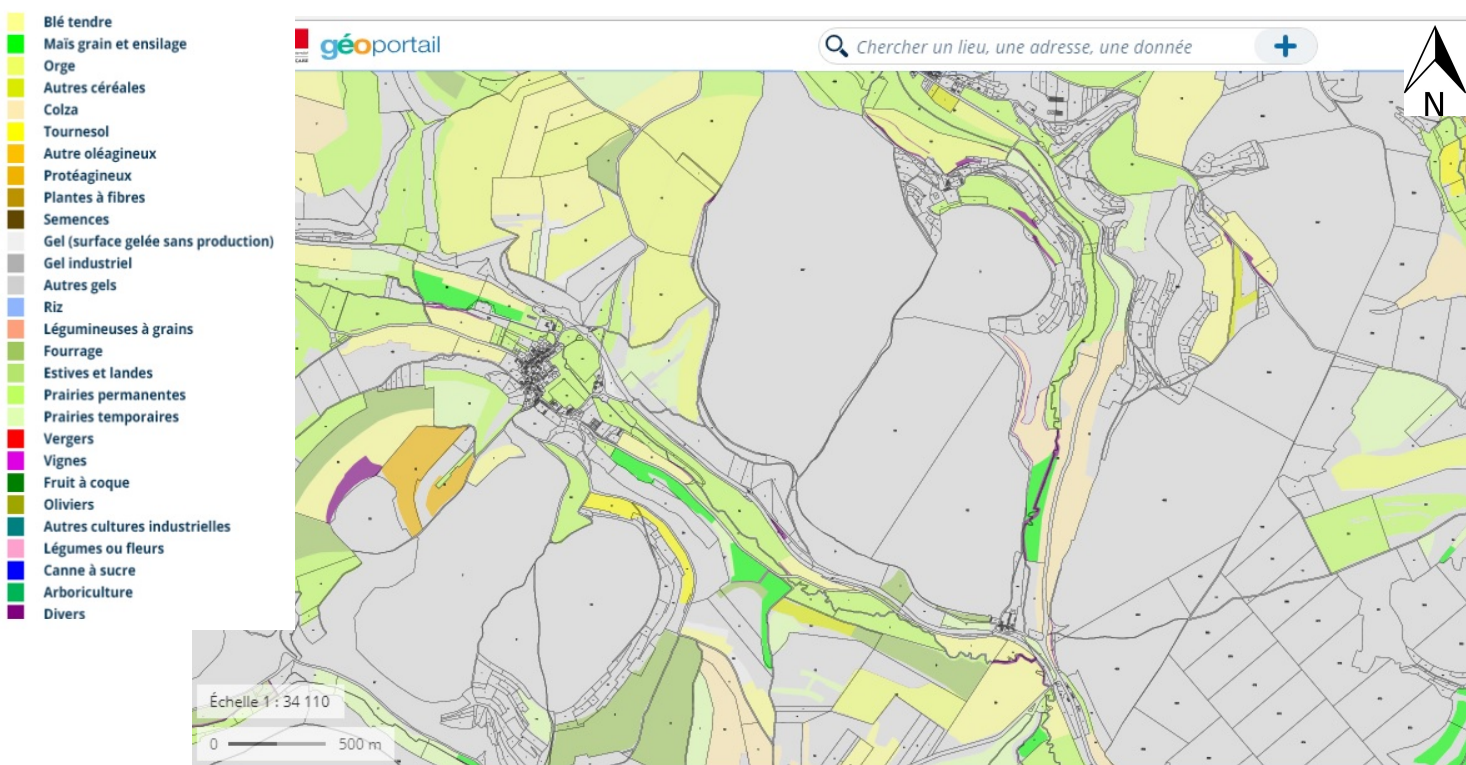 Blé tendre
Maïs grain et ensilage
Orge
Autres céréales
Colza
Tournesol
Autre oléagineux
Protéagineux
Plantes à fibres
Semences
Gel (surface gelée sans production)
Gel industriel
Autres gels
Riz
Légumineuses à grains
Fourrage
Estives et landes
Prairies permanentes
Prairies temporaires
Vergers
Vignes
Fruit à coque
Oliviers
Autres cultures industrielles
Légumes ou fleurs
Canne à sucre
Arboriculture
Divers
géoportail
Chercher un lieu, une adresse, une donnée
N
Échelle 1 : 34 110
0 500 m